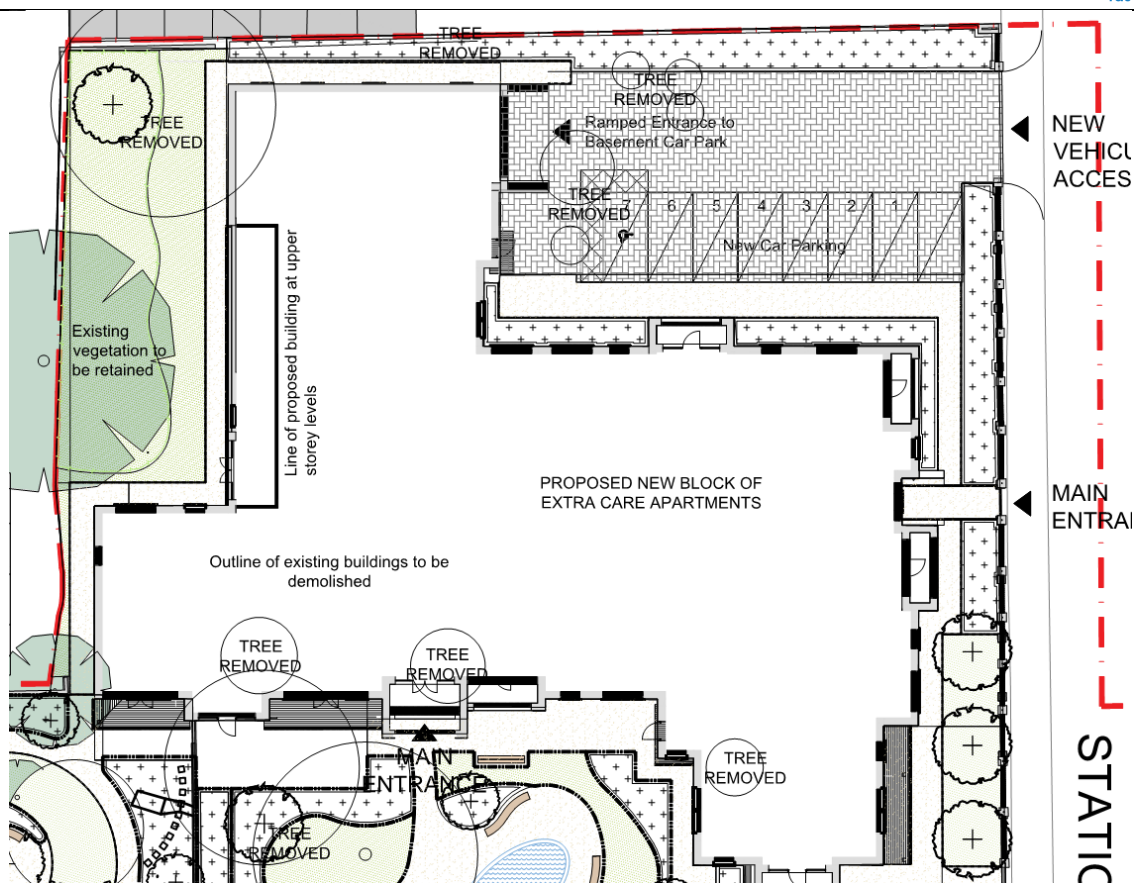 TREE
REMOVED
TREE
REMOVED
Ramped Entrance to
Basement Car Park
TREE
REMOVED
NEW
VEHICU
ACCES
TREE
REMOVED
7 6 5 4 3 2 1
New Car Parking
Line of proposed building at upper
storey levels
Existing
vegetation to
be retained
PROPOSED NEW BLOCK OF
EXTRA CARE APARTMENTS
MAIN
ENTRA
Outline of existing buildings to be
demolished
TREE
REMOVED
TREE
REMOVED
MAIN
ENTRANCE
TREE
REMOVED
TREE
REMOVED
STATIO